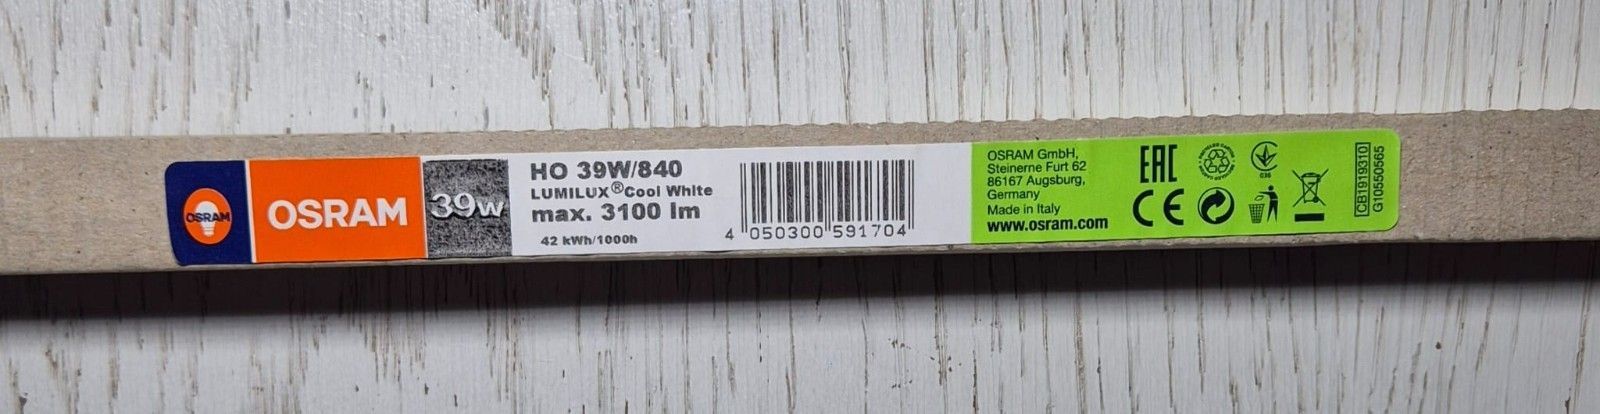 OSRAM
OSRAM
39W
HO 39W/840
LUMILUX® Cool White
max. 3100 lm
42 kWh/1000h
4 050300 591704
OSRAM GmbH,
Steinerne Furt 62
86167 Augsburg,
Germany
Made in Italy
www.osram.com
EAC
CE
036
CB1919310
G10550565